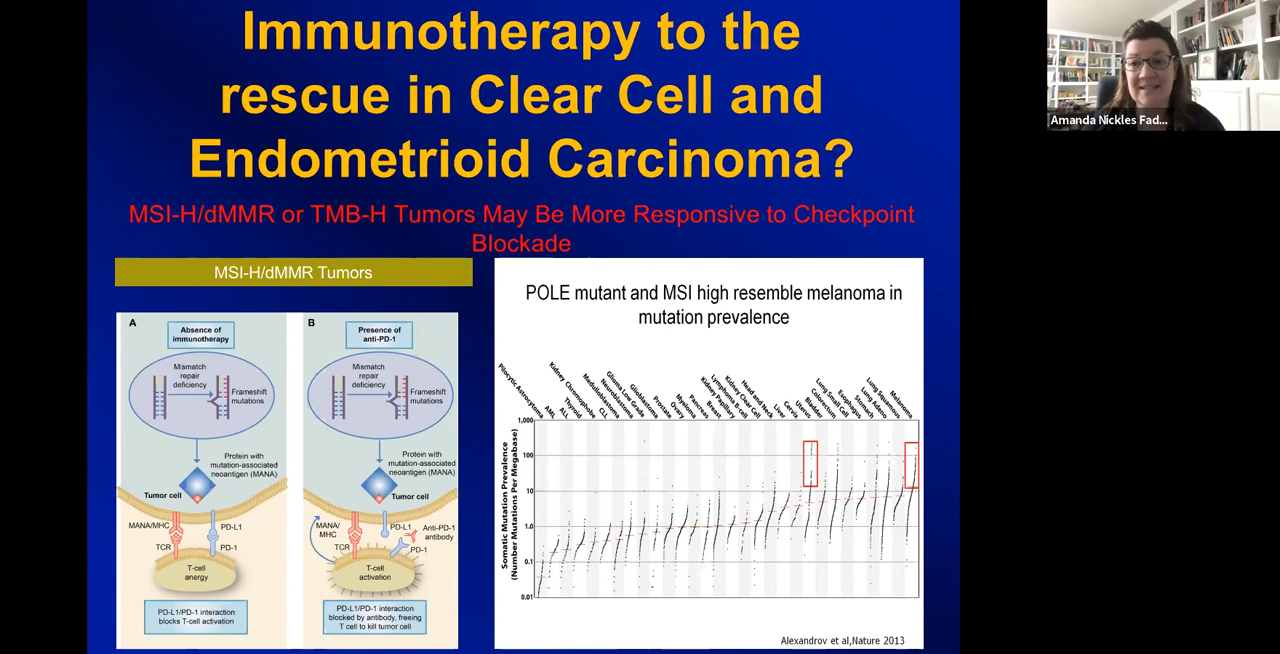 Immunotherapy to the
rescue in Clear Cell and
Endometrioid Carcinoma?
MSI-H/dMMR or TMB-H Tumors May Be More Responsive to Checkpoint
Blockade
MSI-H/dMMR Tumors
A
Absence of
immunotherapy
Mismatch
repair
deficiency
Frameshift
mutations
Protein with
mutation-associated
neoantigen (MANA)
Tumor cell
MANA/MHC
PD-L1
TCR
PD-1
T-cell
anergy
PD-L1/PD-1 interaction
blocks T-cell activation
B
Presence of
anti-PD-1
Mismatch
repair
deficiency
Frameshift
mutations
Protein with
mutation-associated
neoantigen (MANA)
Tumor cell
MANA/
MHC
PD-L1
Anti-PD-1
antibody
TCR
PD-1
T-cell
activation
PD-L1/PD-1 interaction
blocked by antibody, freeing
T cell to kill tumor cell
POLE mutant and MSI high resemble melanoma in
mutation prevalence
Pilocytic Astrocytoma
AML
ALL
Thyroid
Kidney Chromophobe
CLL
Medulloblastoma
Neuroblastoma
Glioma Low Grade
Glioblastoma
Prostate
Ovary
Myeloma
Pancreas
Breast
Kidney Papillary
Lymphoma B-cell
Kidney Clear Cell
Head and Neck
Liver
Cervix
Uterus
Bladder
Colorectum
Lung Small Cell
Esophagus
Stomach
Lung Adeno
Lung Squamous
Melanoma
Somatic Mutation Prevalence
(Number Mutations Per Megabase)
1,000
100
10
1.0
0.1
0.01
Alexandrov et al,Nature 2013
Amanda Nickles Fad...